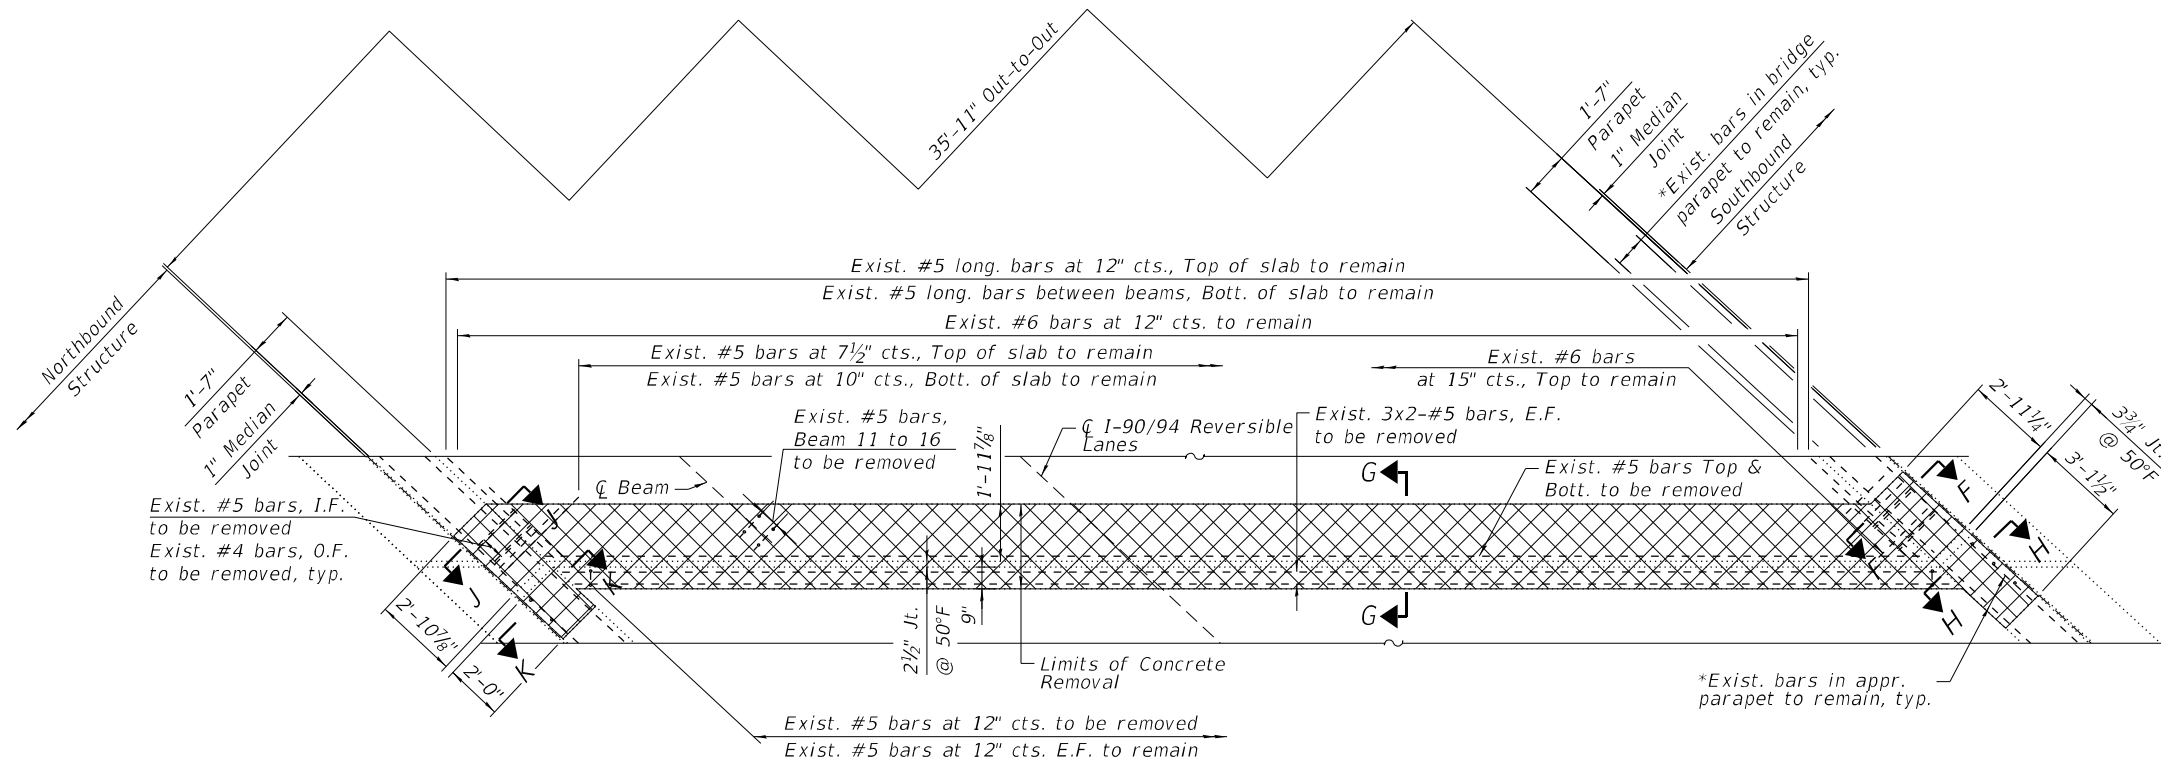 35'-11" Out-to-Out
1'-7"
Parapet
1" Median
Joint
*Exist. bars in bridge
parapet to remain, typ.
Southbound
Structure
Northbound
Structure
1'-7"
Parapet
1" Median
Joint
Exist. #5 long. bars at 12" cts., Top of slab to remain
Exist. #5 long. bars between beams, Bott. of slab to remain
Exist. #6 bars at 12" cts. to remain
Exist. #5 bars at 7½" cts., Top of slab to remain
Exist. #5 bars at 10" cts., Bott. of slab to remain
Exist. #6 bars
at 15" cts., Top to remain
Exist. #5 bars,
Beam 11 to 16
to be removed
1'-11⅞"
℄ I-90/94 Reversible
Lanes
Exist. 3x2-#5 bars, E.F.
to be removed
G
Exist. #5 bars Top &
Bott. to be removed
℄ Beam
Exist. #5 bars, I.F.
to be removed
Exist. #4 bars, O.F.
to be removed, typ.
J
J
K
K
2'-10⅞"
2'-0"
2½" Jt.
@ 50°F
9"
G
Limits of Concrete
Removal
F
F
H
H
2'-11¼"
3¾" Jt.
@ 50°F
3'-1½"
*Exist. bars in appr.
parapet to remain, typ.
Exist. #5 bars at 12" cts. to be removed
Exist. #5 bars at 12" cts. E.F. to remain